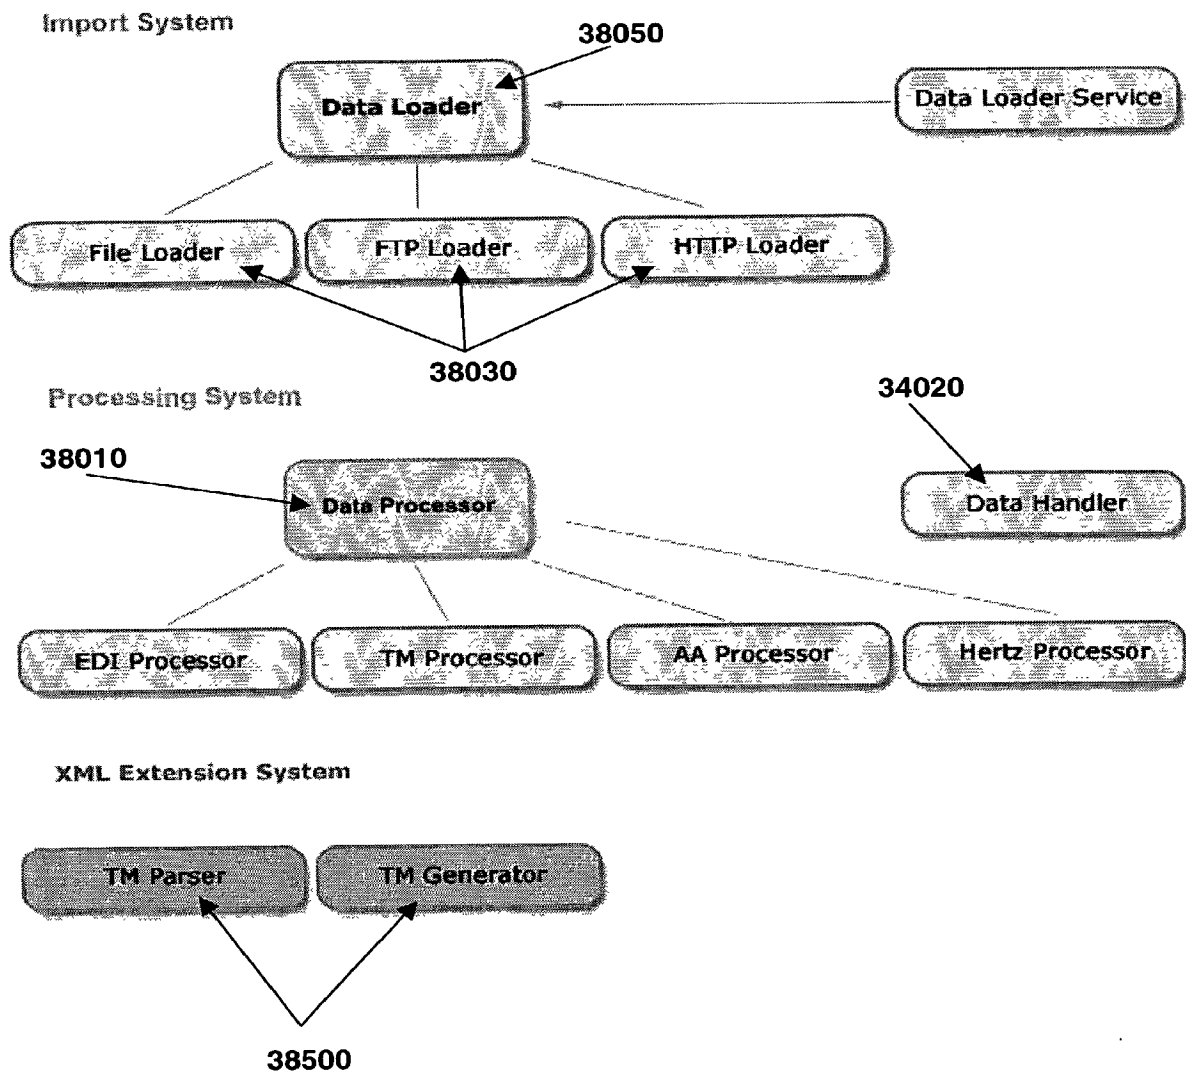 Import System
38050
Data Loader
Data Loader Service
File Loader
FTP Loader
HTTP Loader
38030
Processing System
34020
38010
Data Processor
Data Handler
EDI Processor
TM Processor
AA Processor
Hertz Processor
XML Extension System
TM Parser
TM Generator
38500